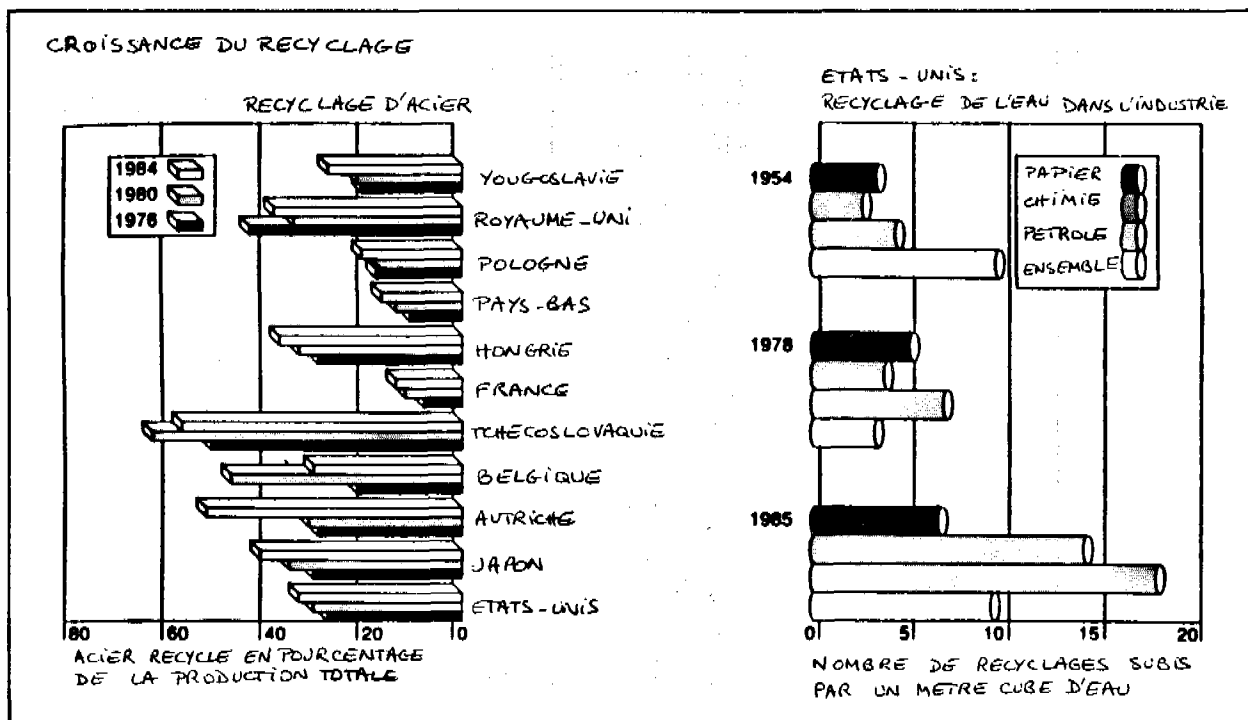 CROISSANCE DU RECYCLAGE
RECYCLAGE D'ACIER
1984
1980
1976
YOUGOSLAVIE
ROYAUME-UNI
POLOGNE
PAYS-BAS
HONGRIE
FRANCE
TCHECOSLOVAQUIE
BELGIQUE
AUTRICHE
JAPON
ETATS-UNIS
80 60 40 20 0
ACIER RECYCLE EN POURCENTAGE
DE LA PRODUCTION TOTALE
ETATS-UNIS:
RECYCLAGE DE L'EAU DANS L'INDUSTRIE
PAPIER
CHIMIE
PETROLE
ENSEMBLE
1954
1978
1985
0 5 10 15 20
NOMBRE DE RECYCLAGES SUBIS
PAR UN METRE CUBE D'EAU